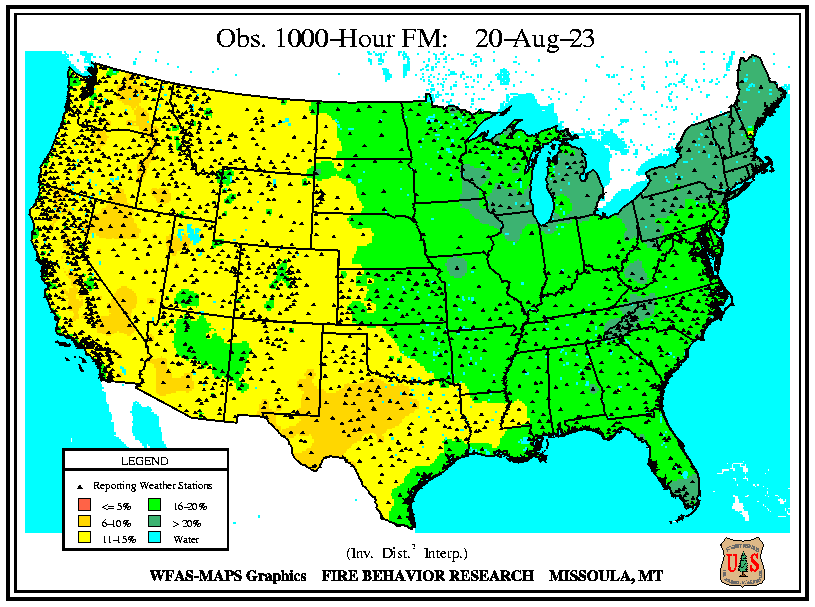 Obs. 1000-Hour FM: 20-Aug-23
LEGEND
Reporting Weather Stations
<= 5% 16-20%
6-10% > 20%
11-15% Water
(Inv. Dist.² Interp.)
WFAS-MAPS Graphics FIRE BEHAVIOR RESEARCH MISSOULA, MT
U S